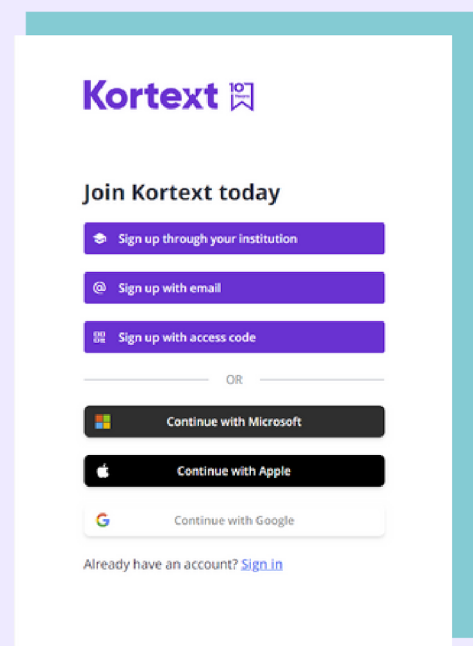 Kortext 10
Join Kortext today
Sign up through your institution
Sign up with email
Sign up with access code
OR
Continue with Microsoft
Continue with Apple
Continue with Google
Already have an account? Sign in